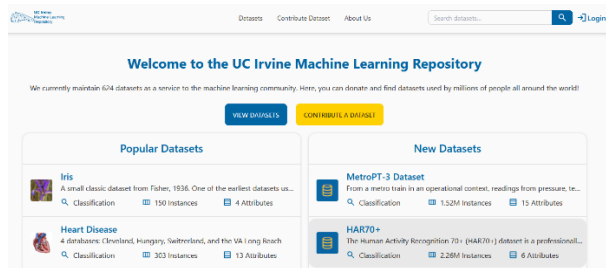 UC Irvine
Machine Learning
Repository
Datasets Contribute Dataset About Us Search datasets... Login
Welcome to the UC Irvine Machine Learning Repository
We currently maintain 624 datasets as a service to the machine learning community. Here, you can donate and find datasets used by millions of people all around the world!
VIEW DATASETS CONTRIBUTE A DATASET
Popular Datasets
Iris
A small classic dataset from Fisher, 1936. One of the earliest datasets us...
Classification 150 Instances 4 Attributes
Heart Disease
4 databases: Cleveland, Hungary, Switzerland, and the VA Long Beach
Classification 303 Instances 13 Attributes
New Datasets
MetroPT-3 Dataset
From a metro train in an operational context, readings from pressure, te...
Classification 1.52M Instances 15 Attributes
HAR70+
The Human Activity Recognition 70+ (HAR70+) dataset is a professionall...
Classification 2.26M Instances 6 Attributes